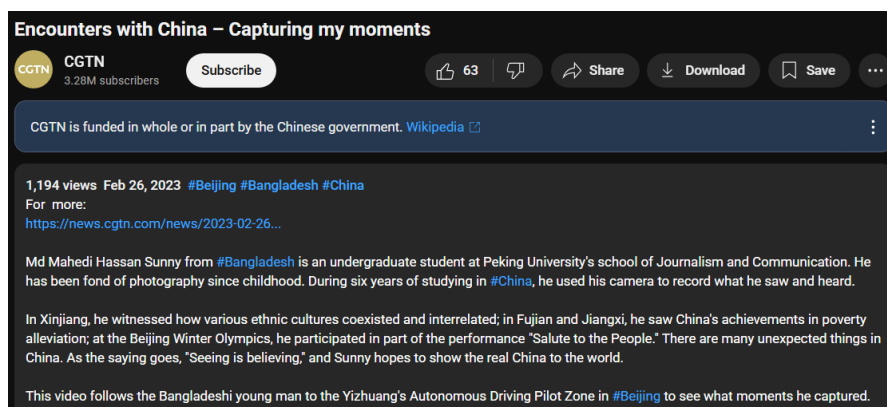 Encounters with China – Capturing my moments
CGTN
CGTN
3.28M subscribers
Subscribe
63
Share
Download
Save
CGTN is funded in whole or in part by the Chinese government. Wikipedia
1,194 views Feb 26, 2023 #Beijing #Bangladesh #China
For more:
https://news.cgtn.com/news/2023-02-26...
Md Mahedi Hassan Sunny from #Bangladesh is an undergraduate student at Peking University's school of Journalism and Communication. He
has been fond of photography since childhood. During six years of studying in #China, he used his camera to record what he saw and heard.
In Xinjiang, he witnessed how various ethnic cultures coexisted and interrelated; in Fujian and Jiangxi, he saw China's achievements in poverty
alleviation; at the Beijing Winter Olympics, he participated in part of the performance "Salute to the People." There are many unexpected things in
China. As the saying goes, "Seeing is believing," and Sunny hopes to show the real China to the world.
This video follows the Bangladeshi young man to the Yizhuang's Autonomous Driving Pilot Zone in #Beijing to see what moments he captured.